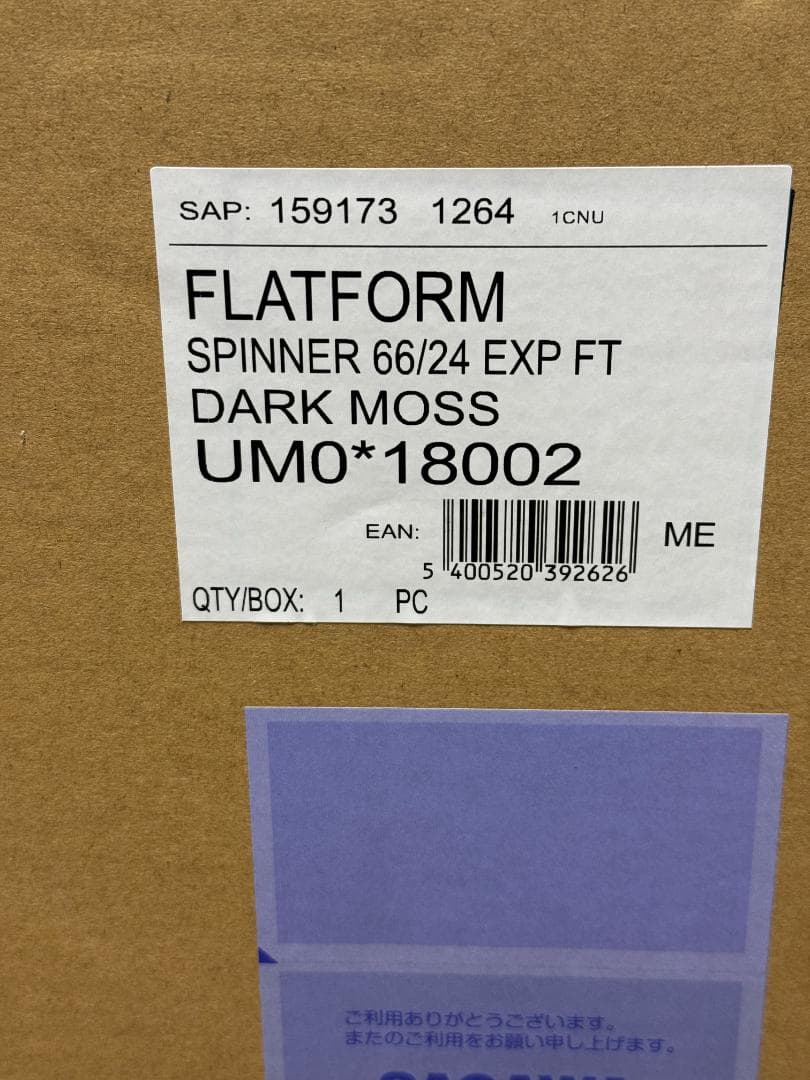 SAP: 159173 1264 1CNU
FLATFORM
SPINNER 66/24 EXP FT
DARK MOSS
UM0*18002
EAN:
ME
5 400520 392626
QTY/BOX: 1 PC
ご利用ありがとうございます。
またのご利用をお願い申し上げます。